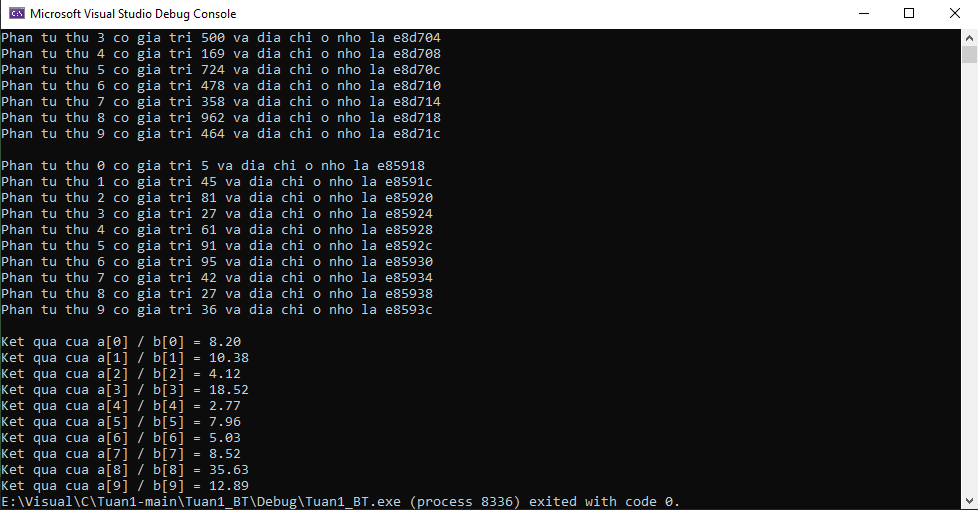 Microsoft Visual Studio Debug Console
Phan tu thu 3 co gia tri 500 va dia chi o nho la e8d704
Phan tu thu 4 co gia tri 169 va dia chi o nho la e8d708
Phan tu thu 5 co gia tri 724 va dia chi o nho la e8d70c
Phan tu thu 6 co gia tri 478 va dia chi o nho la e8d710
Phan tu thu 7 co gia tri 358 va dia chi o nho la e8d714
Phan tu thu 8 co gia tri 962 va dia chi o nho la e8d718
Phan tu thu 9 co gia tri 464 va dia chi o nho la e8d71c
Phan tu thu 0 co gia tri 5 va dia chi o nho la e85918
Phan tu thu 1 co gia tri 45 va dia chi o nho la e8591c
Phan tu thu 2 co gia tri 81 va dia chi o nho la e85920
Phan tu thu 3 co gia tri 27 va dia chi o nho la e85924
Phan tu thu 4 co gia tri 61 va dia chi o nho la e85928
Phan tu thu 5 co gia tri 91 va dia chi o nho la e8592c
Phan tu thu 6 co gia tri 95 va dia chi o nho la e85930
Phan tu thu 7 co gia tri 42 va dia chi o nho la e85934
Phan tu thu 8 co gia tri 27 va dia chi o nho la e85938
Phan tu thu 9 co gia tri 36 va dia chi o nho la e8593c
Ket qua cua a[0] / b[0] = 8.20
Ket qua cua a[1] / b[1] = 10.38
Ket qua cua a[2] / b[2] = 4.12
Ket qua cua a[3] / b[3] = 18.52
Ket qua cua a[4] / b[4] = 2.77
Ket qua cua a[5] / b[5] = 7.96
Ket qua cua a[6] / b[6] = 5.03
Ket qua cua a[7] / b[7] = 8.52
Ket qua cua a[8] / b[8] = 35.63
Ket qua cua a[9] / b[9] = 12.89
E:\Visual\C\Tuan1-main\Tuan1_BT\Debug\Tuan1_BT.exe (process 8336) exited with code 0.